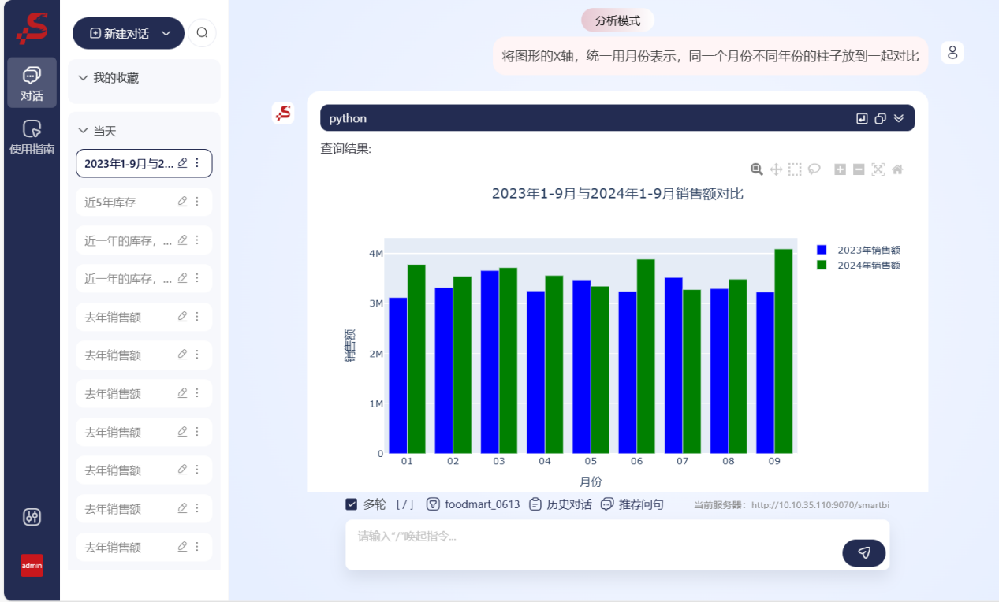 对话
使用指南
admin
新建对话
我的收藏
当天
2023年1-9月与2...
近5年库存
近一年的库存，...
近一年的库存，...
去年销售额
去年销售额
去年销售额
去年销售额
去年销售额
去年销售额
去年销售额
分析模式
将图形的X轴，统一用月份表示，同一个月份不同年份的柱子放到一起对比
python
查询结果:
2023年1-9月与2024年1-9月销售额对比
2023年销售额
2024年销售额
4M
3M
2M
1M
0
销售额
01 02 03 04 05 06 07 08 09
月份
多轮 [/] foodmart_0613 历史对话 推荐问句 当前服务器：http://10.10.35.110:9070/smartbi
请输入“/”唤起指令...